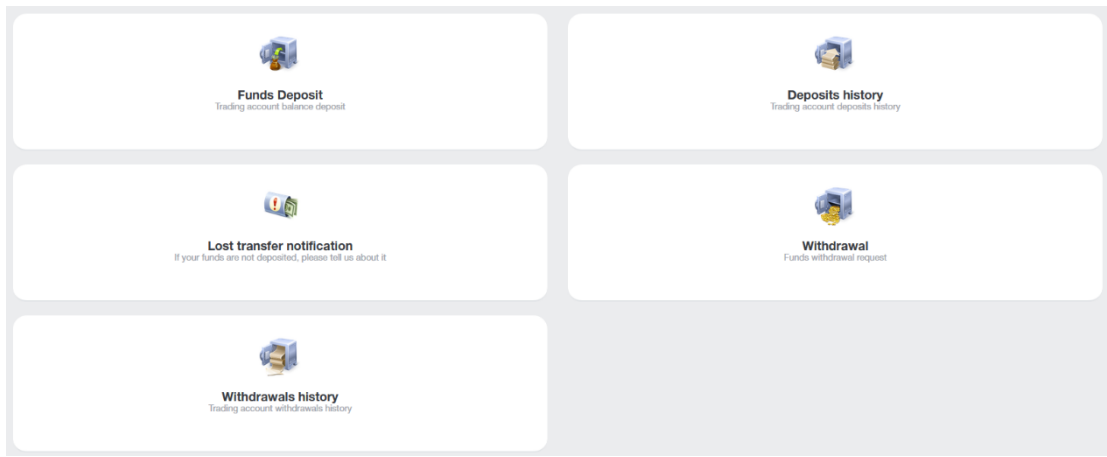 Funds Deposit
Trading account balance deposit
Deposits history
Trading account deposits history
Lost transfer notification
If your funds are not deposited, please tell us about it
Withdrawal
Funds withdrawal request
Withdrawals history
Trading account withdrawals history